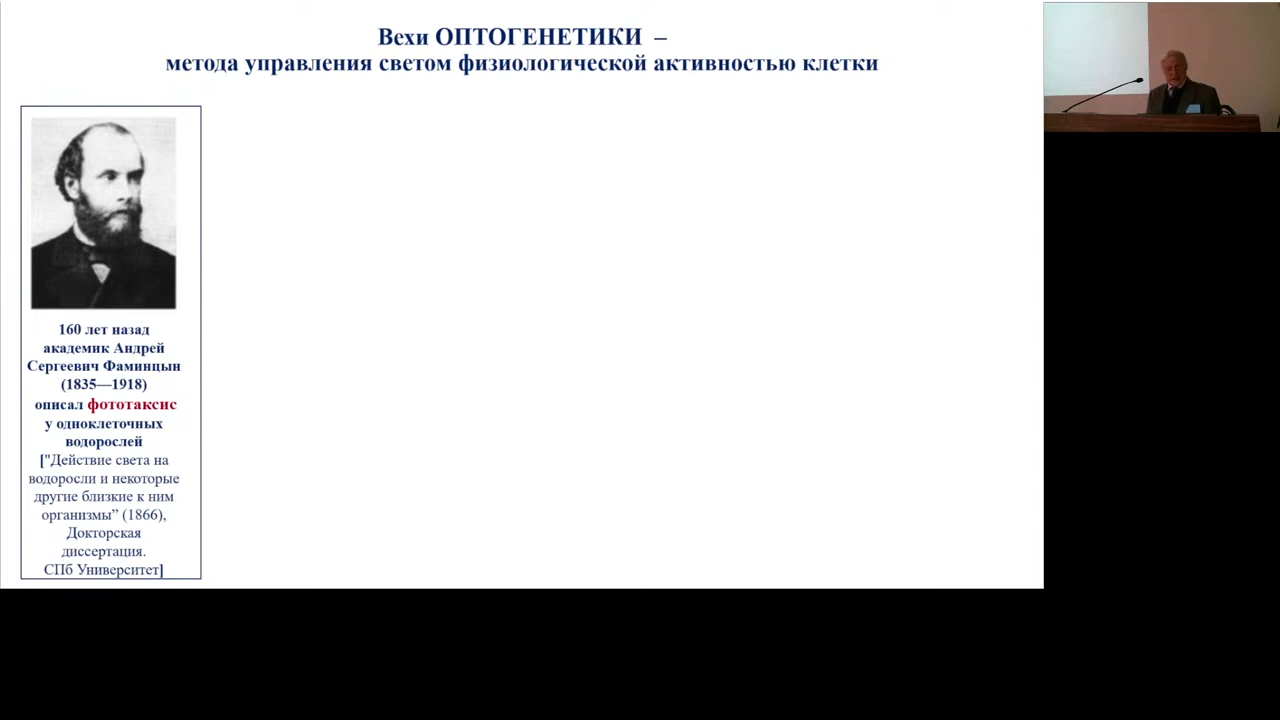 Вехи ОПТОГЕНЕТИКИ –
метода управления светом физиологической активностью клетки
160 лет назад
академик Андрей
Сергеевич Фаминцын
(1835—1918)
описал фототаксис
у одноклеточных
водорослей
["Действие света на
водоросли и некоторые
другие близкие к ним
организмы” (1866),
Докторская
диссертация.
СПб Университет]